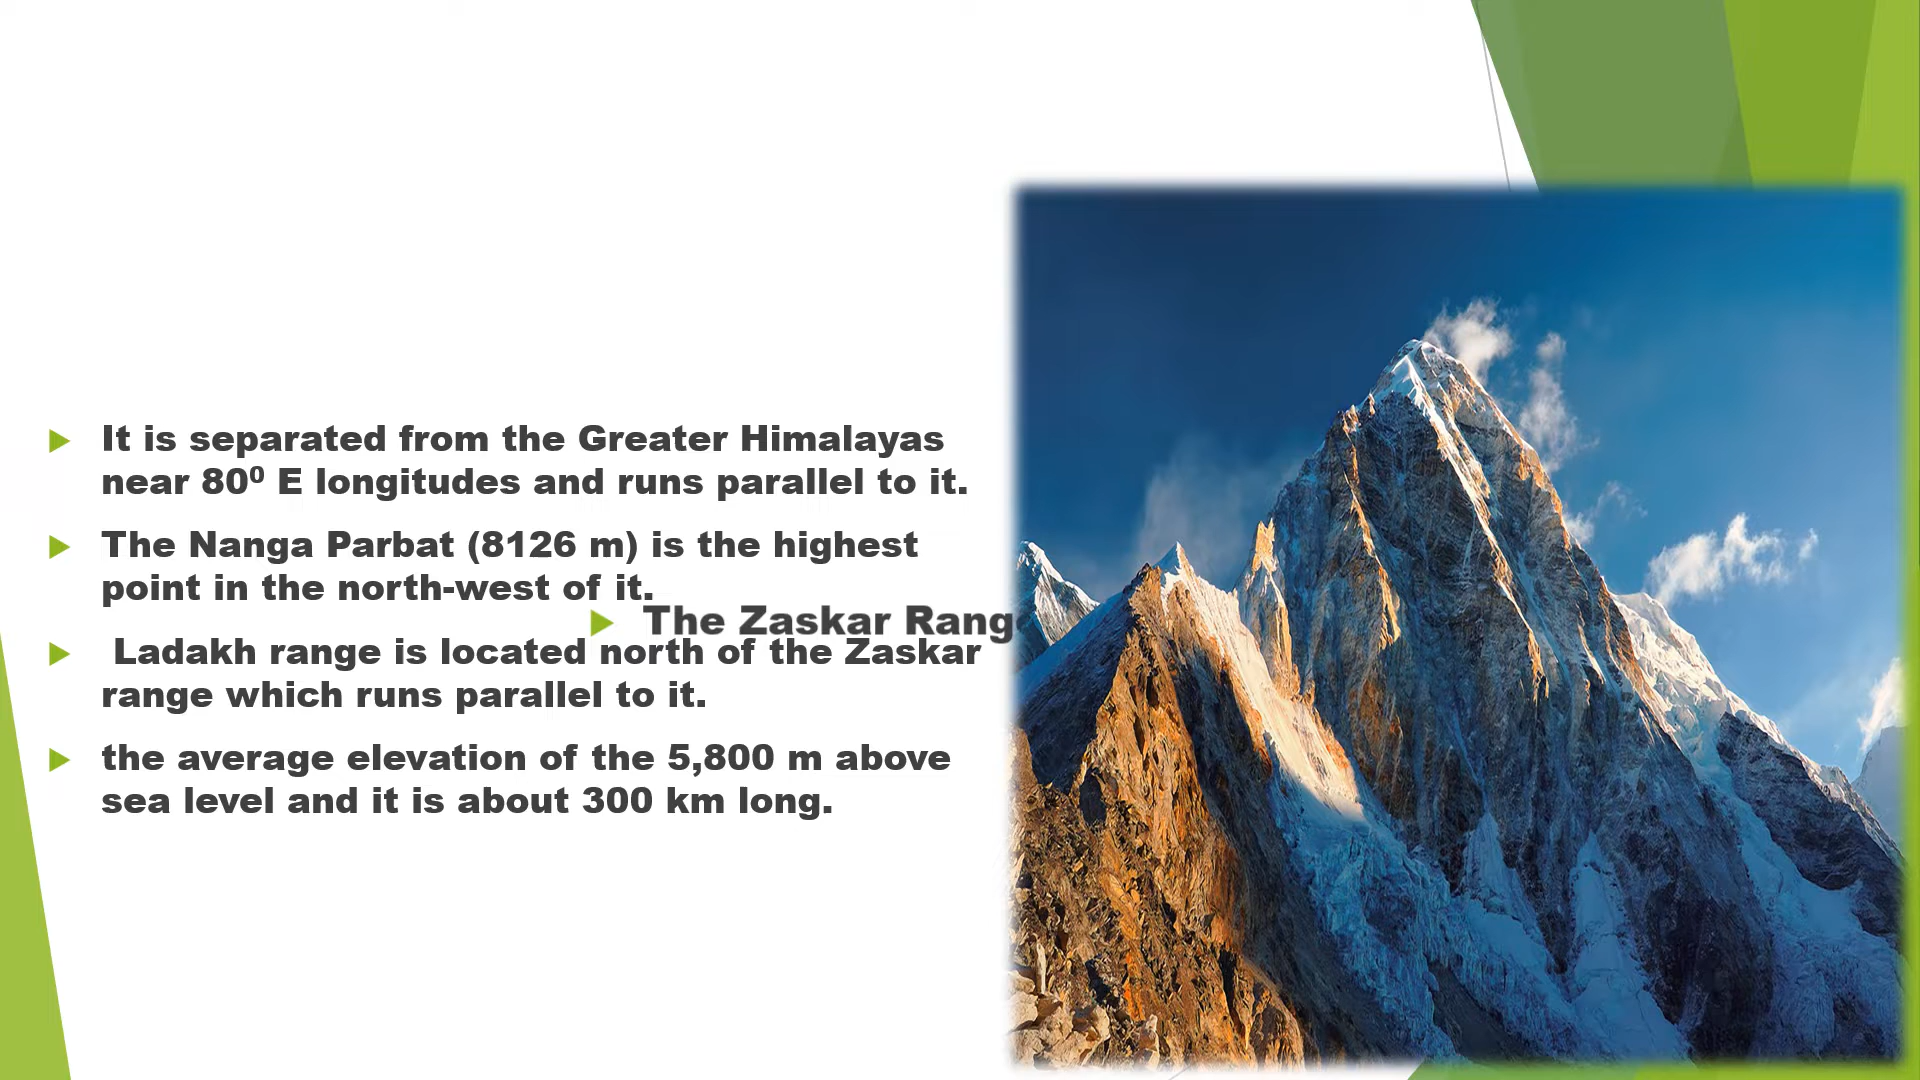 It is separated from the Greater Himalayas
near 80⁰ E longitudes and runs parallel to it.
The Nanga Parbat (8126 m) is the highest
point in the north-west of it.
The Zaskar Rang
Ladakh range is located north of the Zaskar
range which runs parallel to it.
the average elevation of the 5,800 m above
sea level and it is about 300 km long.